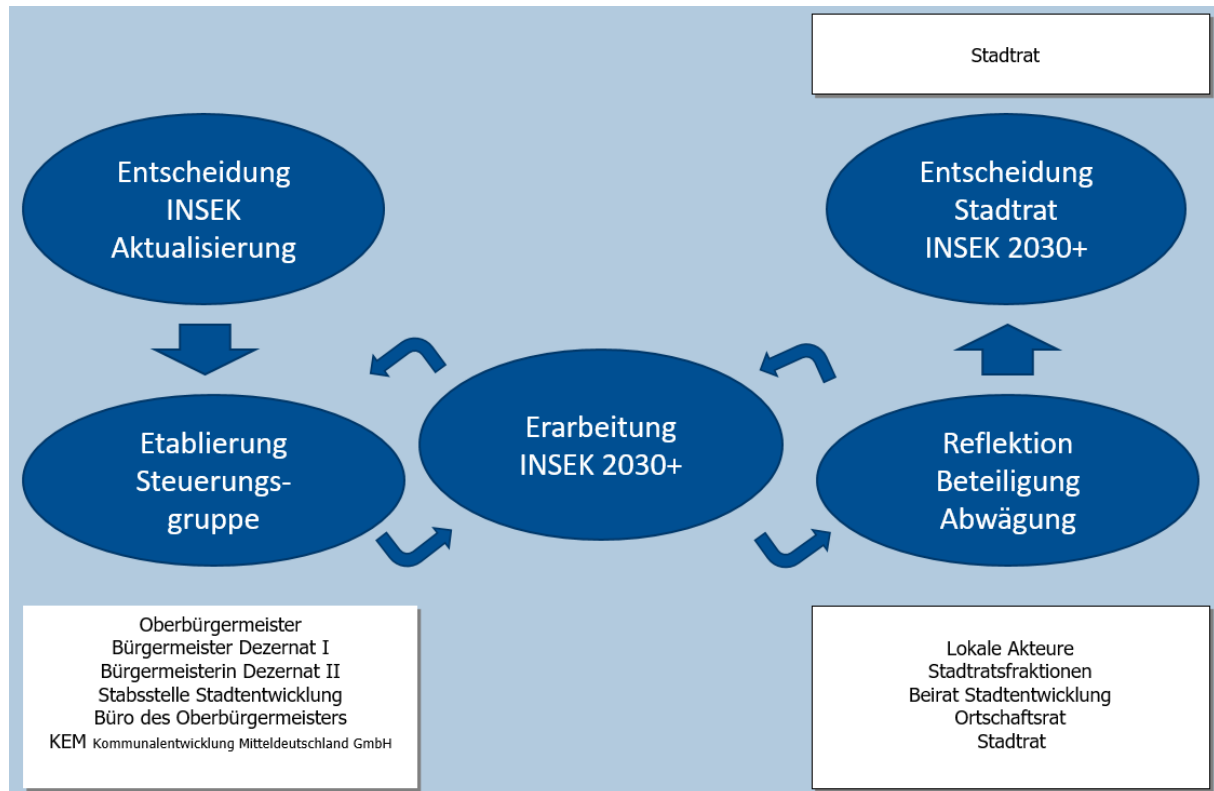 Stadtrat
Entscheidung
INSEK
Aktualisierung
Entscheidung
Stadtrat
INSEK 2030+
Etablierung
Steuerungs-
gruppe
Erarbeitung
INSEK 2030+
Reflektion
Beteiligung
Abwägung
Oberbürgermeister
Bürgermeister Dezernat I
Bürgermeisterin Dezernat II
Stabsstelle Stadtentwicklung
Büro des Oberbürgermeisters
KEM Kommunalentwicklung Mitteldeutschland GmbH
Lokale Akteure
Stadtratsfraktionen
Beirat Stadtentwicklung
Ortschaftsrat
Stadtrat